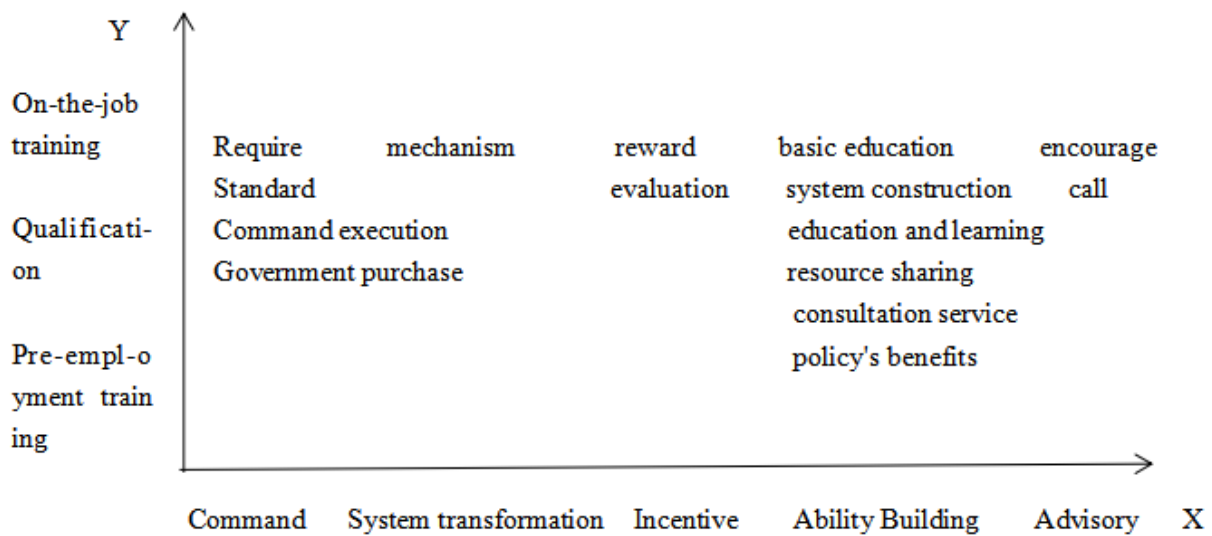 Y
On-the-job
training
Qualificati-
on
Pre-empl-o
yment train
ing
Require mechanism reward basic education encourage
Standard evaluation system construction call
Command execution education and learning
Government purchase resource sharing
consultation service
policy's benefits
Command System transformation Incentive Ability Building Advisory X